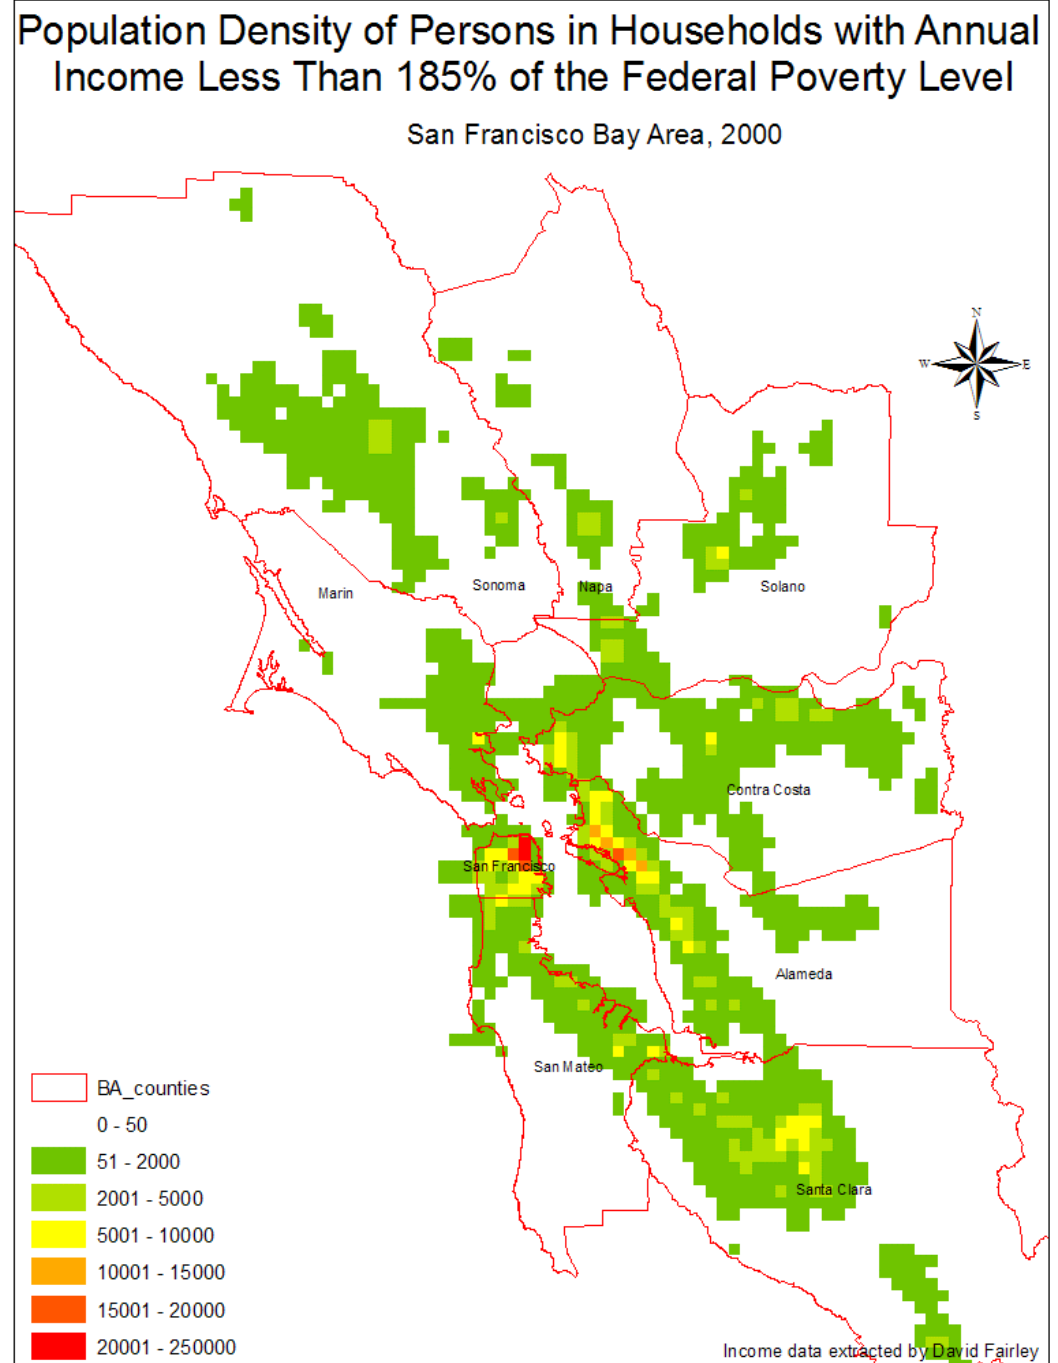 Population Density of Persons in Households with Annual
Income Less Than 185% of the Federal Poverty Level
San Francisco Bay Area, 2000
N
W
E
S
Marin
Sonoma
Napa
Solano
Contra Costa
San Francisco
Alameda
San Mateo
Santa Clara
BA_counties
0 - 50
51 - 2000
2001 - 5000
5001 - 10000
10001 - 15000
15001 - 20000
20001 - 250000
Income data extracted by David Fairley